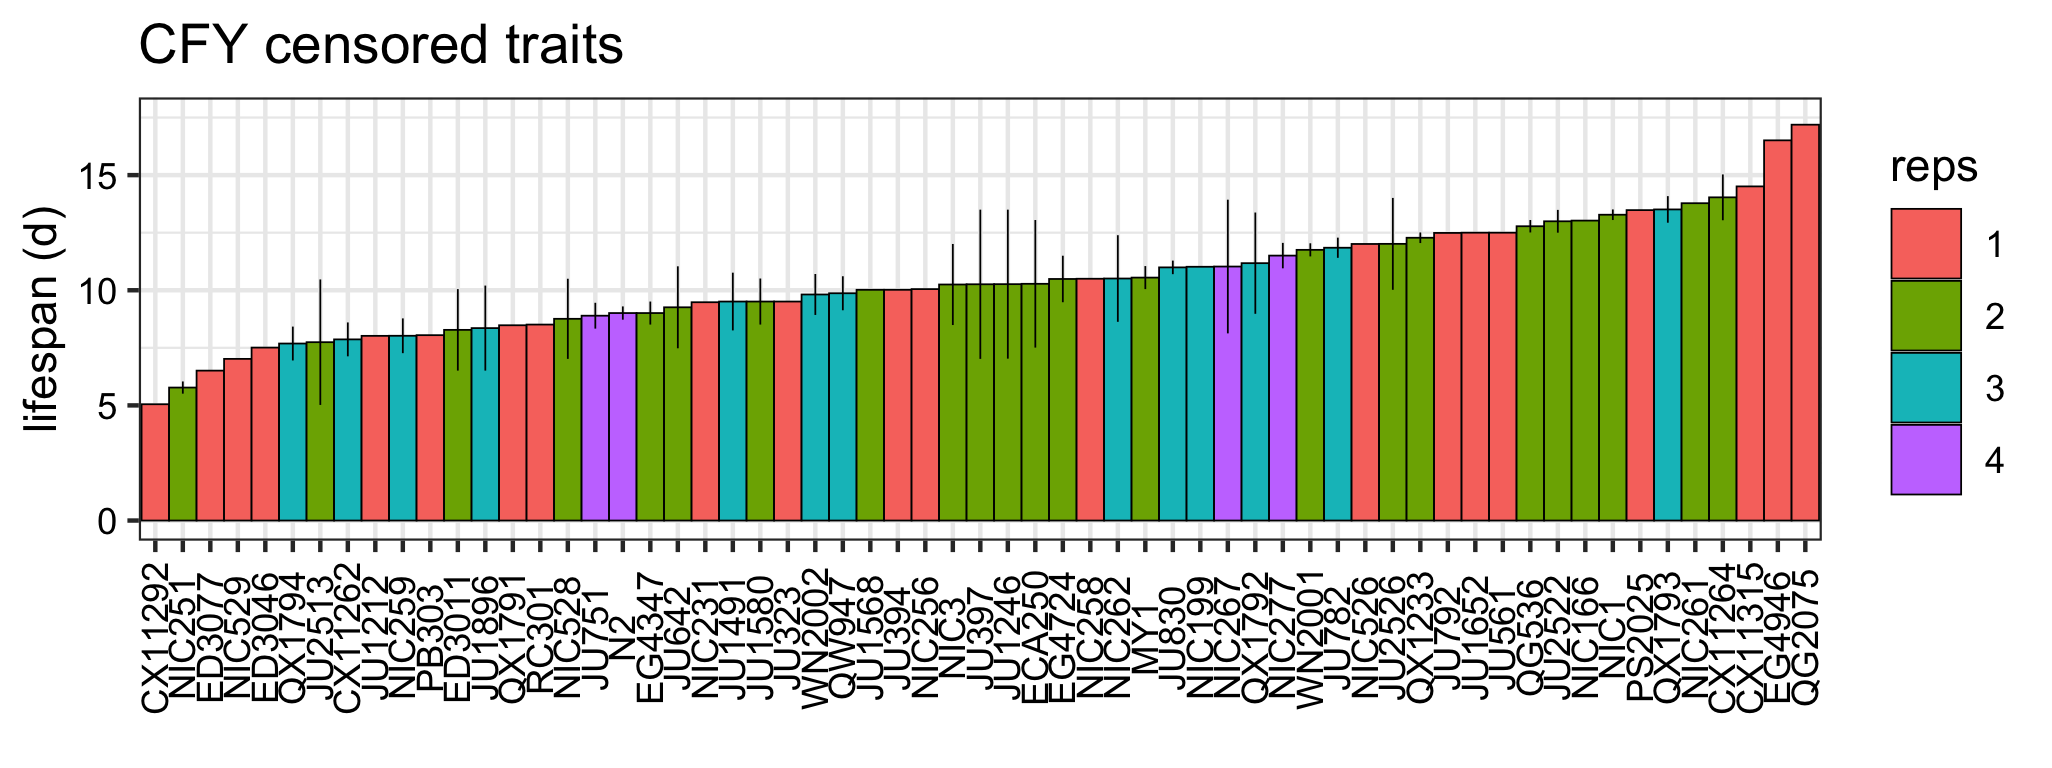 CFY censored traits
lifespan (d)
15
10
5
0
CX11292
NIC251
ED3077
NIC529
ED3046
QX1794
JU2513
CX11262
JU1212
NIC259
PB303
ED3011
JU1896
QX1791
RC301
NIC528
JU751
N2
EG4347
JU642
NIC231
JU1491
JU1580
JU323
WN2002
QW947
JU1568
JU394
NIC256
NIC3
JU397
JU1246
ECA250
EG4724
NIC258
NIC262
MY1
JU830
NIC199
NIC267
QX1792
NIC277
WN2001
JU782
NIC526
JU2526
QX1233
JU792
JU1652
JU561
QG536
JU2522
NIC166
NIC1
PS2025
QX1793
NIC261
CX11264
CX11315
EG4946
QG2075
reps
1
2
3
4